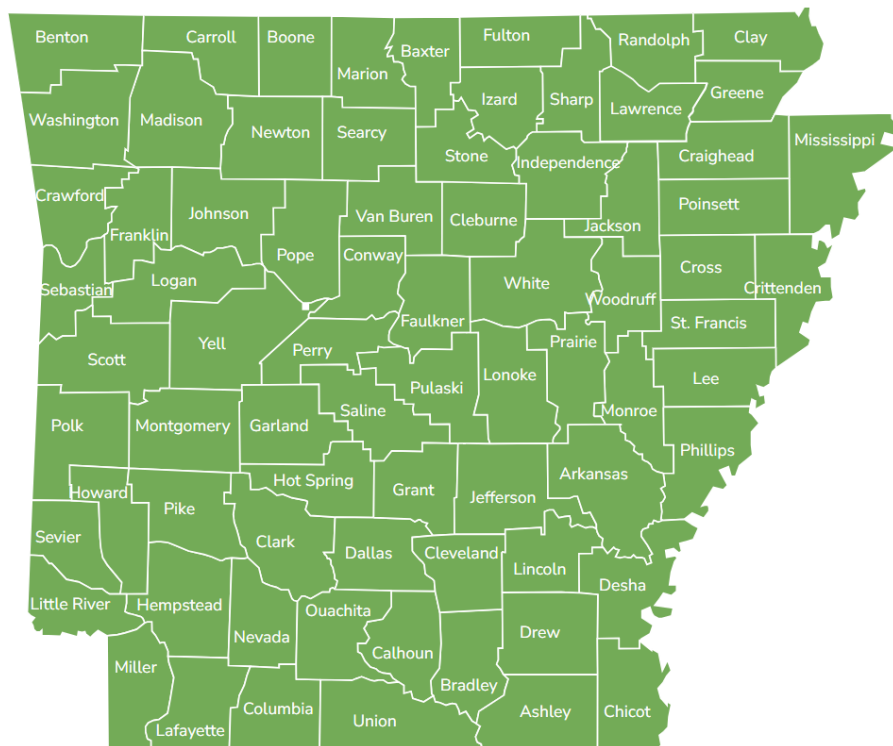 Benton
Carroll
Boone
Fulton
Randolph
Clay
Baxter
Marion
Izard
Sharp
Lawrence
Greene
Washington
Madison
Newton
Searcy
Mississippi
Stone
Independence
Craighead
Crawford
Johnson
Van Buren
Cleburne
Poinsett
Franklin
Jackson
Pope
Conway
Logan
White
Cross
Sebastian
Woodruff
Crittenden
Faulkner
St. Francis
Yell
Perry
Prairie
Scott
Pulaski
Lonoke
Lee
Saline
Monroe
Polk
Montgomery
Garland
Phillips
Hot Spring
Arkansas
Howard
Grant
Jefferson
Pike
Sevier
Clark
Dallas
Cleveland
Lincoln
Desha
Little River
Hempstead
Ouachita
Nevada
Drew
Calhoun
Miller
Bradley
Columbia
Ashley
Chicot
Lafayette
Union